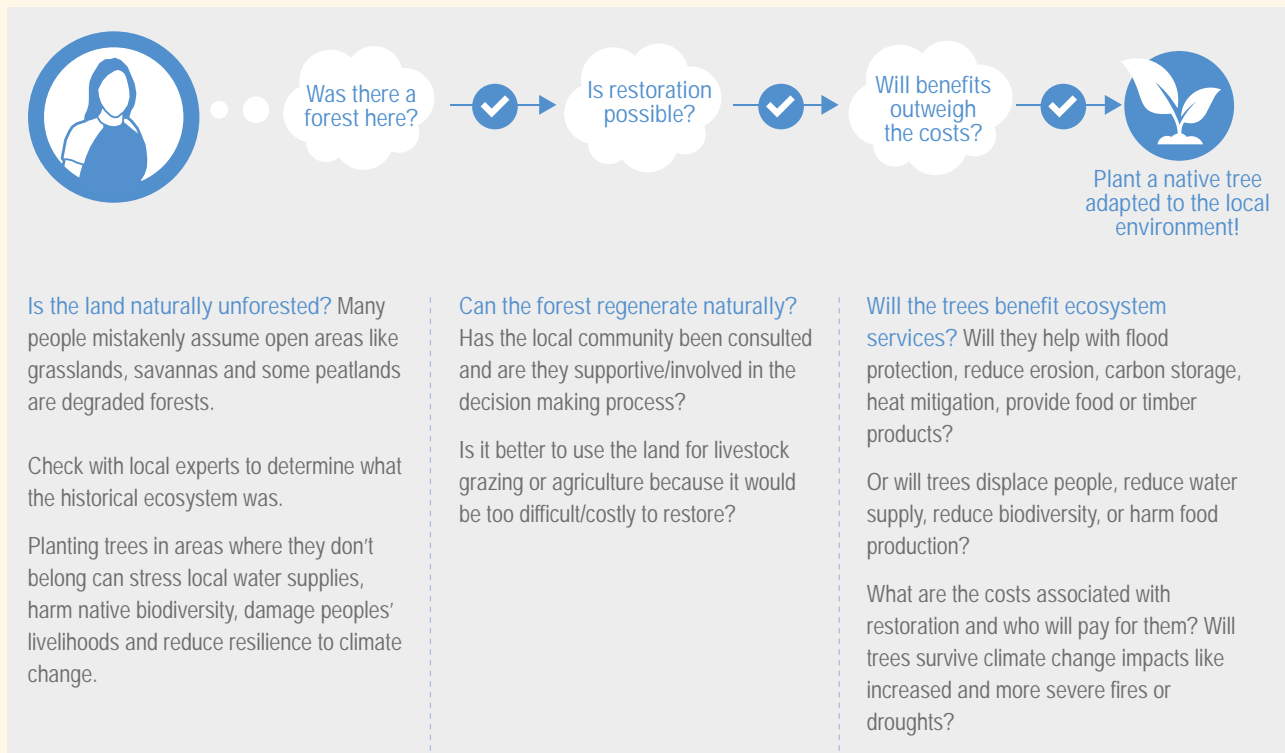 Was there a
forest here?
Is restoration
possible?
Will benefits
outweigh
the costs?
Plant a native tree
adapted to the local
environment!
Is the land naturally unforested? Many
people mistakenly assume open areas like
grasslands, savannas and some peatlands
are degraded forests.
Check with local experts to determine what
the historical ecosystem was.
Planting trees in areas where they don’t
belong can stress local water supplies,
harm native biodiversity, damage peoples’
livelihoods and reduce resilience to climate
change.
Can the forest regenerate naturally?
Has the local community been consulted
and are they supportive/involved in the
decision making process?
Is it better to use the land for livestock
grazing or agriculture because it would
be too difficult/costly to restore?
Will the trees benefit ecosystem
services? Will they help with flood
protection, reduce erosion, carbon storage,
heat mitigation, provide food or timber
products?
Or will trees displace people, reduce water
supply, reduce biodiversity, or harm food
production?
What are the costs associated with
restoration and who will pay for them? Will
trees survive climate change impacts like
increased and more severe fires or
droughts?